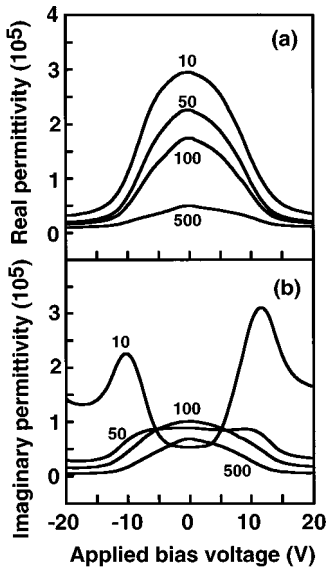 Real permittivity (10⁵)
4
3
2
1
0
(a)
10
50
100
500
Imaginary permittivity (10⁵)
3
2
1
0
(b)
10
50
100
500
-20 -10 0 10 20
Applied bias voltage (V)